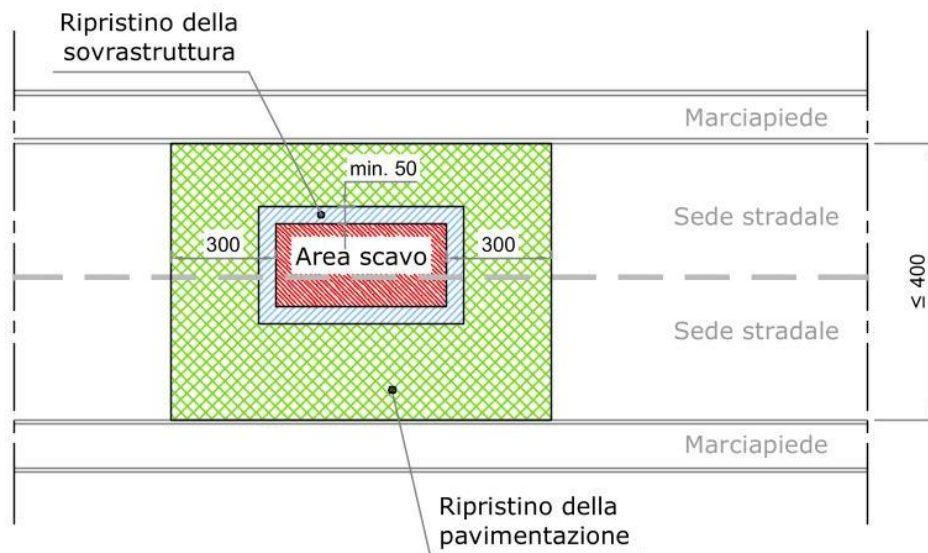 Ripristino della
sovrastruttura
Marciapiede
min. 50
Sede stradale
300
Area scavo
300
≤ 400
Sede stradale
Marciapiede
Ripristino della
pavimentazione